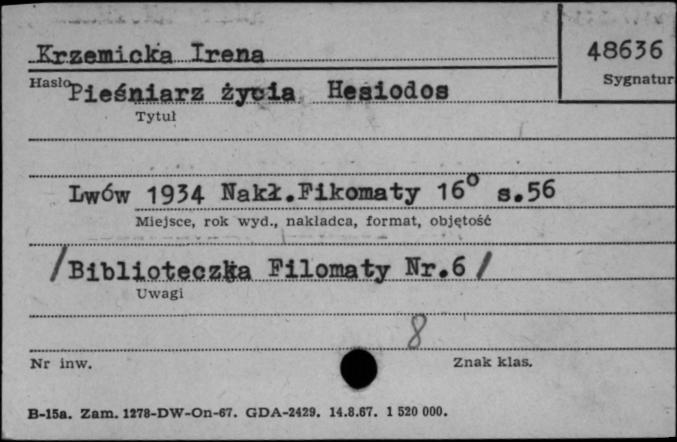 Krzemicka Irena
48636
Hasło
Sygnatur
Pieśniarz życia Hesiodos
Tytuł
Lwów 1934 Nakł.Fikomaty 16° s.56
Miejsce, rok wyd., nakładca, format, objętość
/Biblioteczka Filomaty Nr.6 /
Uwagi
8
Nr inw.
Znak klas.
B-15a. Zam. 1278-DW-On-67. GDA-2429. 14.8.67. 1 520 000.